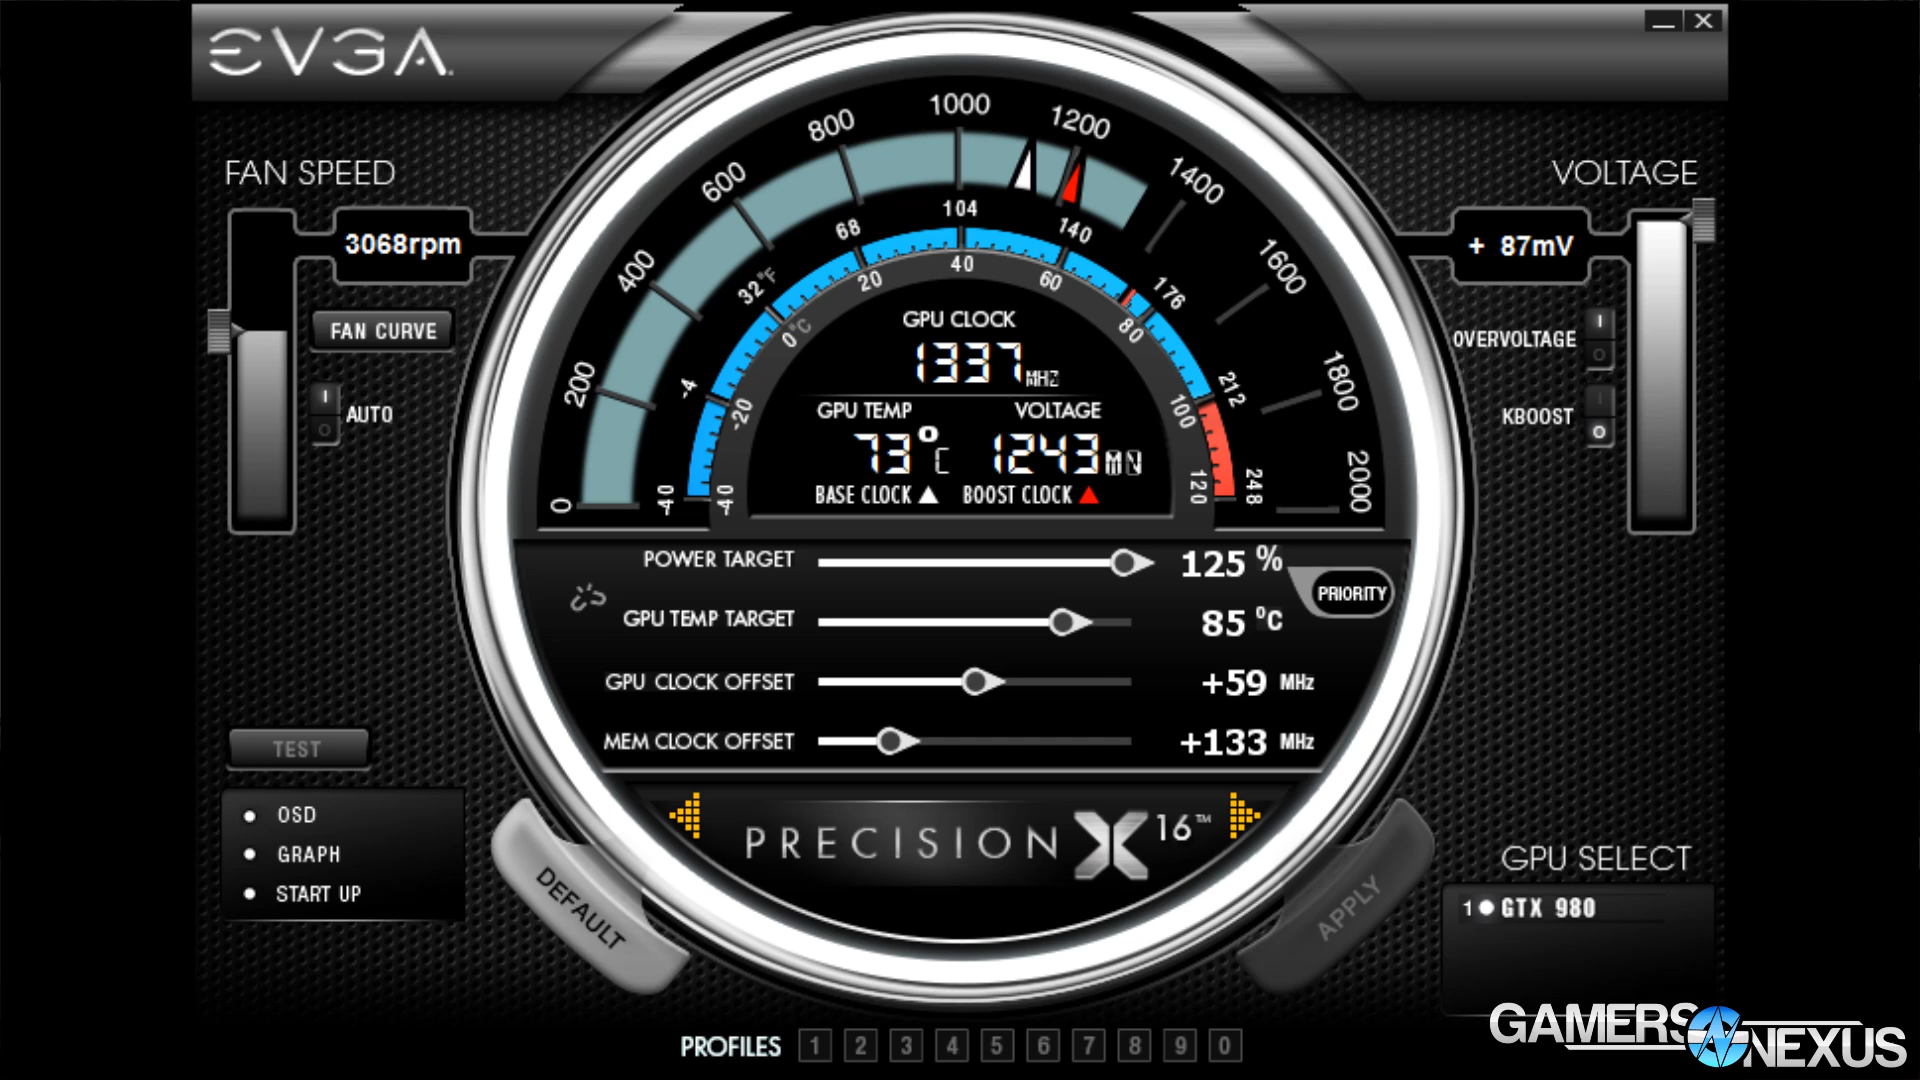 EVGA
FAN SPEED
3068rpm
FAN CURVE
I
O
AUTO
0
200
400
600
800
1000
1200
1400
1600
1800
2000
-40
-4
32°F
68
104
140
176
212
248
-40
-20
0°C
20
40
60
80
100
120
GPU CLOCK
1337 MHZ
GPU TEMP
73°C
VOLTAGE
1243 MV
BASE CLOCK
BOOST CLOCK
VOLTAGE
+ 87mV
OVERVOLTAGE
I
O
KBOOST
I
O
POWER TARGET 125 %
PRIORITY
GPU TEMP TARGET 85 °C
GPU CLOCK OFFSET +59 MHz
MEM CLOCK OFFSET +133 MHz
PRECISION X 16™
TEST
OSD
GRAPH
START UP
DEFAULT
APPLY
GPU SELECT
1 GTX 980
PROFILES 1 2 3 4 5 6 7 8 9 0
GAMERS NEXUS